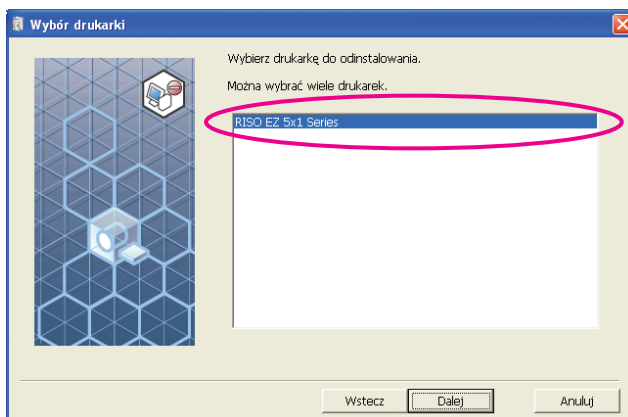 Wybór drukarki
Wybierz drukarkę do odinstalowania.
Można wybrać wiele drukarek.
RISO EZ 5x1 Series
Wstecz
Dalej
Anuluj